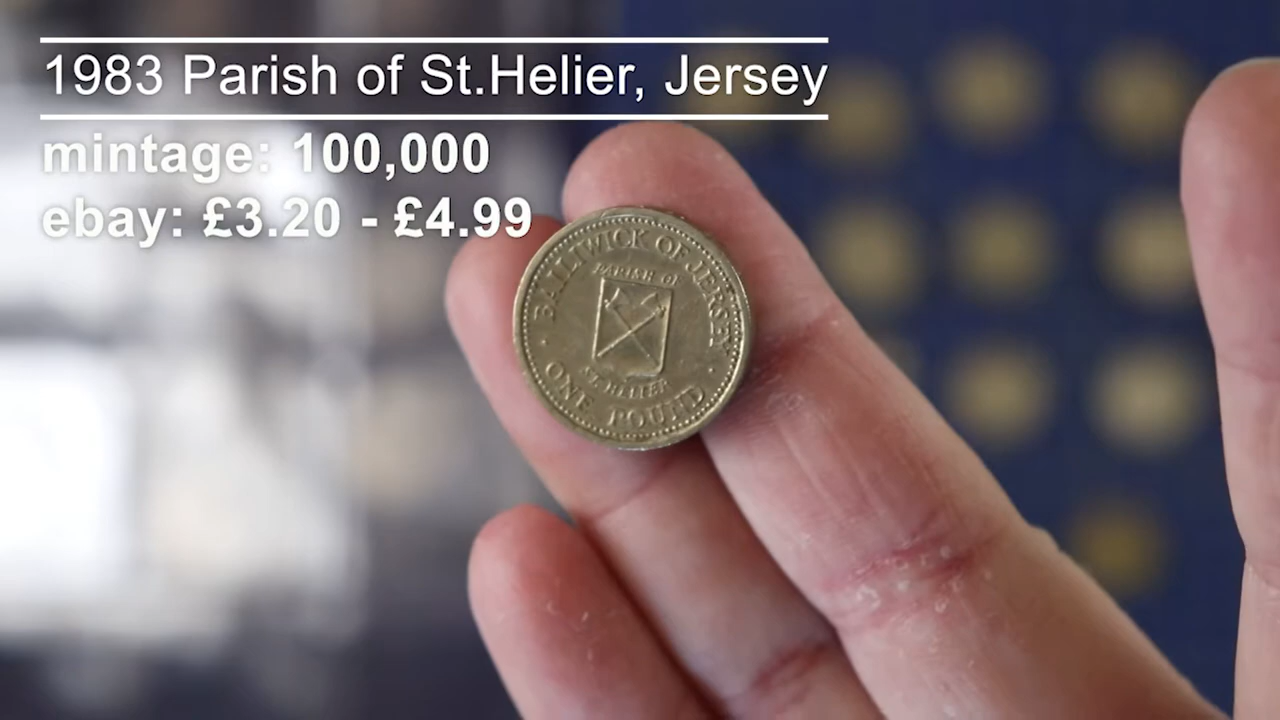 1983 Parish of St.Helier, Jersey
mintage: 100,000
ebay: £3.20 - £4.99
BAILIWICK OF JERSEY
PARISH OF
ST. HELIER
ONE POUND